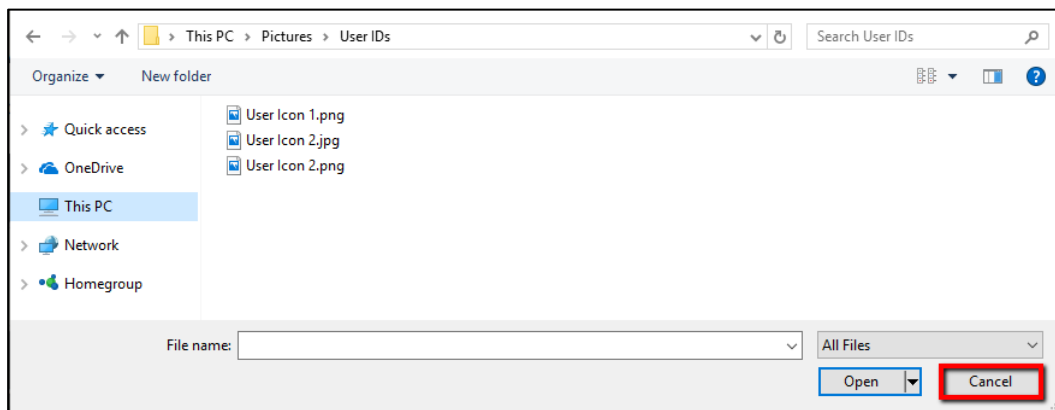 This PC > Pictures > User IDs
Search User IDs
Organize
New folder
?
Quick access
User Icon 1.png
User Icon 2.jpg
OneDrive
User Icon 2.png
This PC
Network
Homegroup
File name:
All Files
Open
Cancel